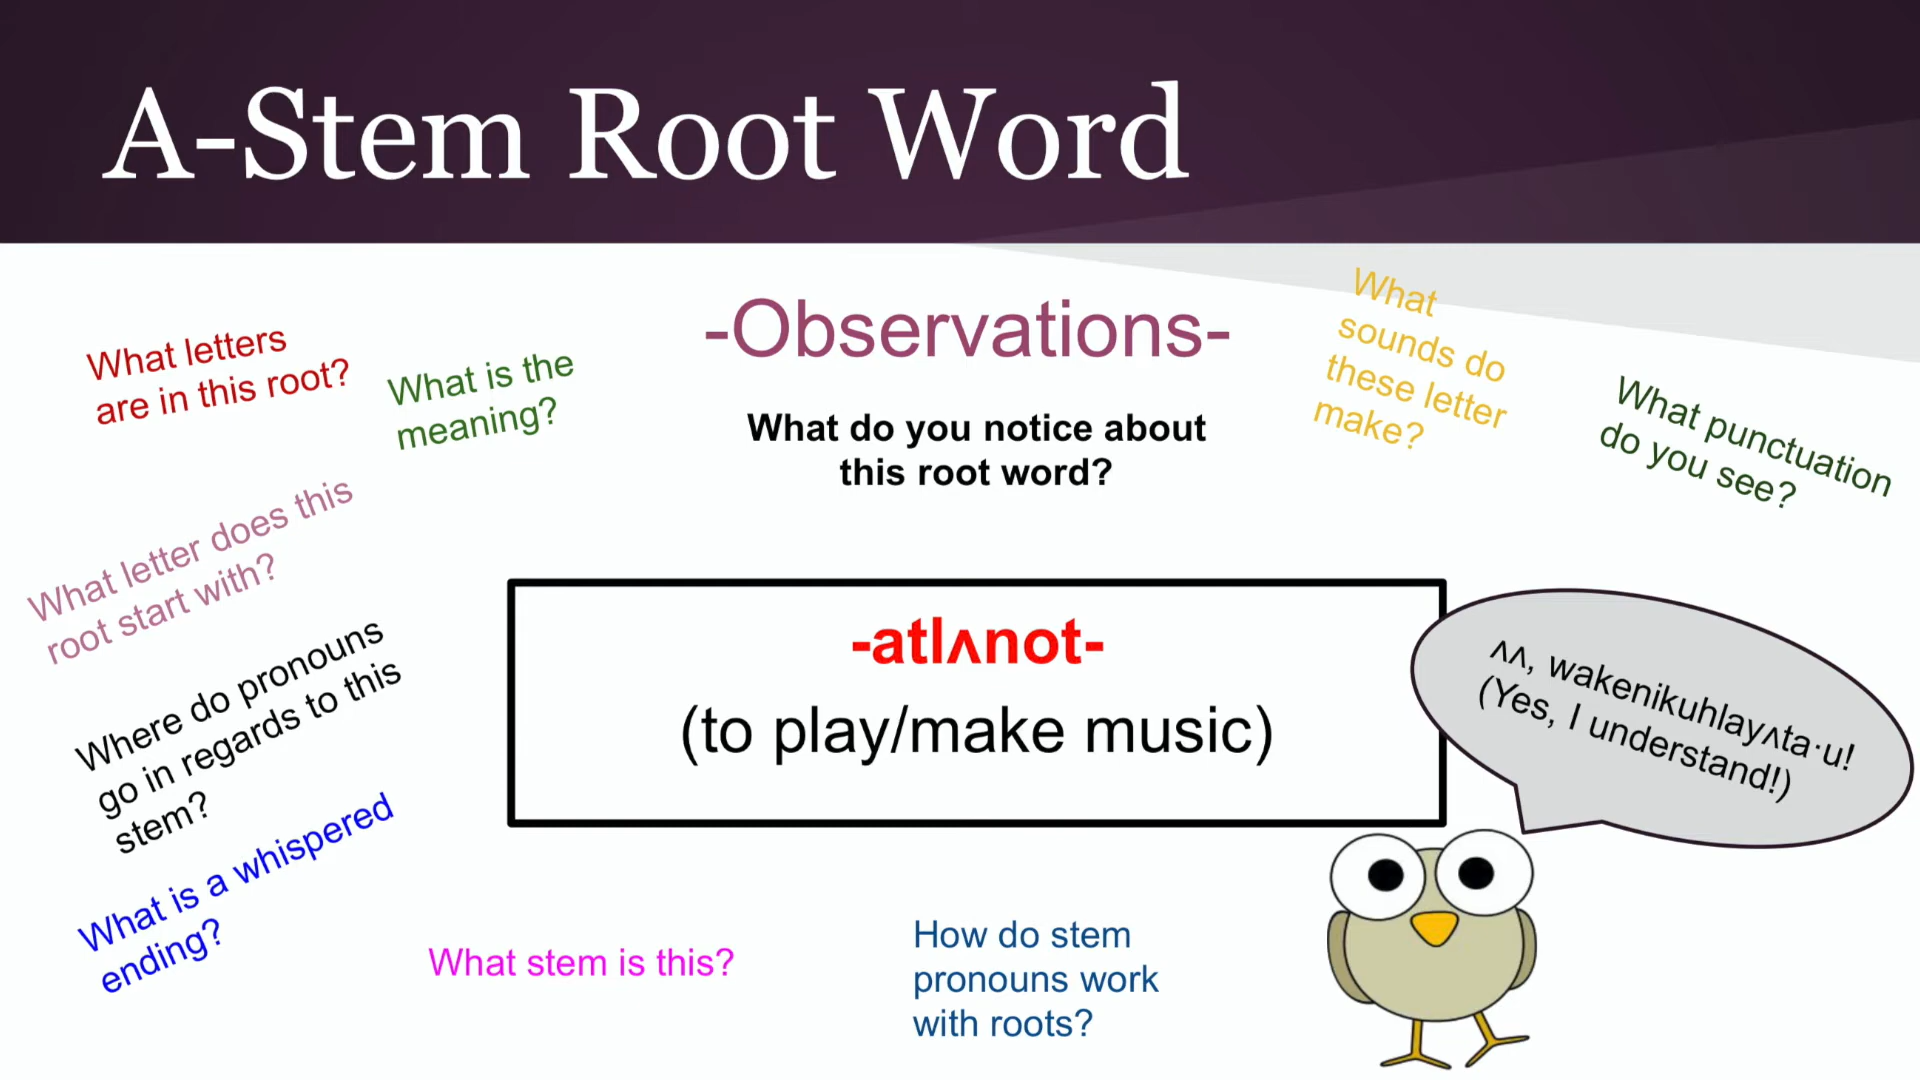 A-Stem Root Word
-Observations-
What do you notice about
this root word?
What letters
are in this root?
What is the
meaning?
What
sounds do
these letter
make?
What punctuation
do you see?
What letter does this
root start with?
Where do pronouns
go in regards to this
stem?
What is a whispered
ending?
-atlʌnot-
(to play/make music)
ʌʌ, wakenikuhlayʌta·u!
(Yes, I understand!)
What stem is this?
How do stem
pronouns work
with roots?